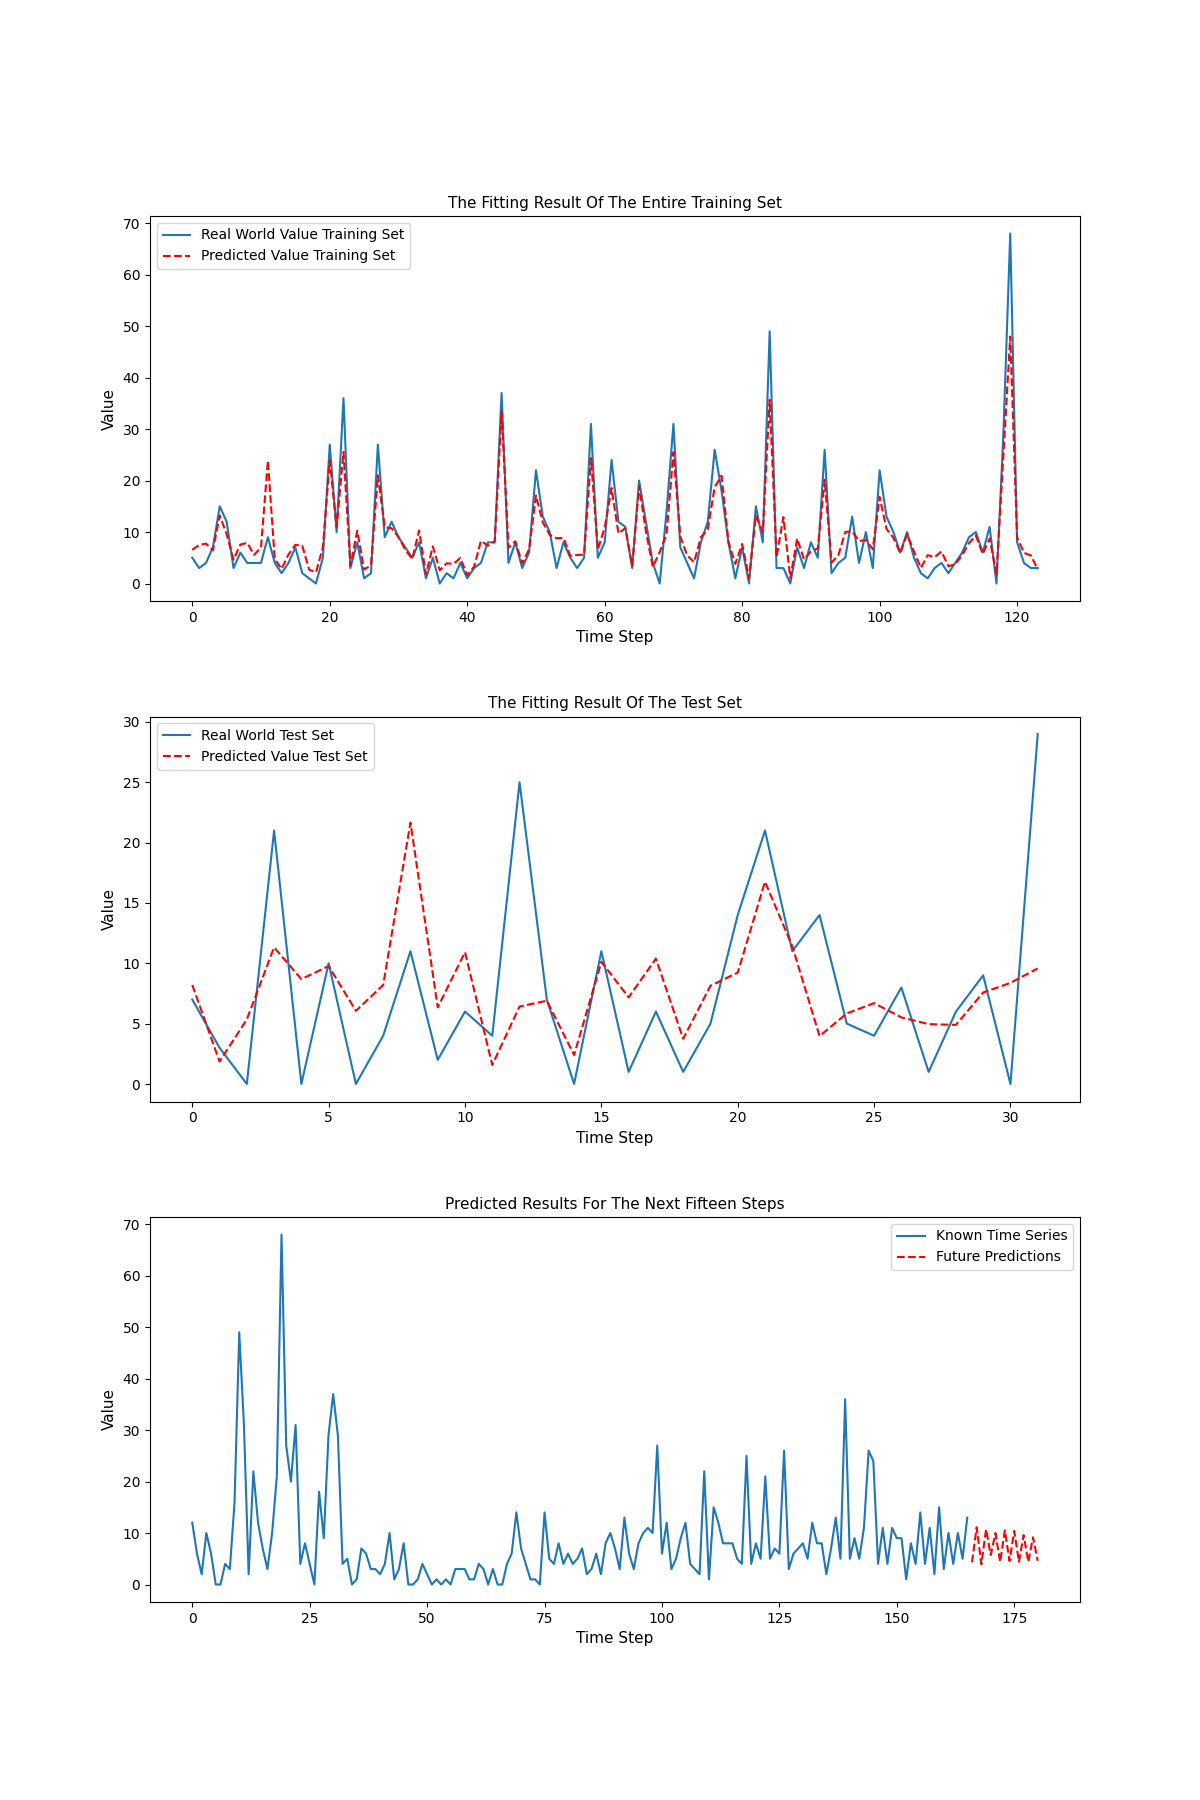 The Fitting Result Of The Entire Training Set
Real World Value Training Set
Predicted Value Training Set
Value
70
60
50
40
30
20
10
0
0 20 40 60 80 100 120
Time Step
The Fitting Result Of The Test Set
Real World Test Set
Predicted Value Test Set
Value
30
25
20
15
10
5
0
0 5 10 15 20 25 30
Time Step
Predicted Results For The Next Fifteen Steps
Known Time Series
Future Predictions
Value
70
60
50
40
30
20
10
0
0 25 50 75 100 125 150 175
Time Step